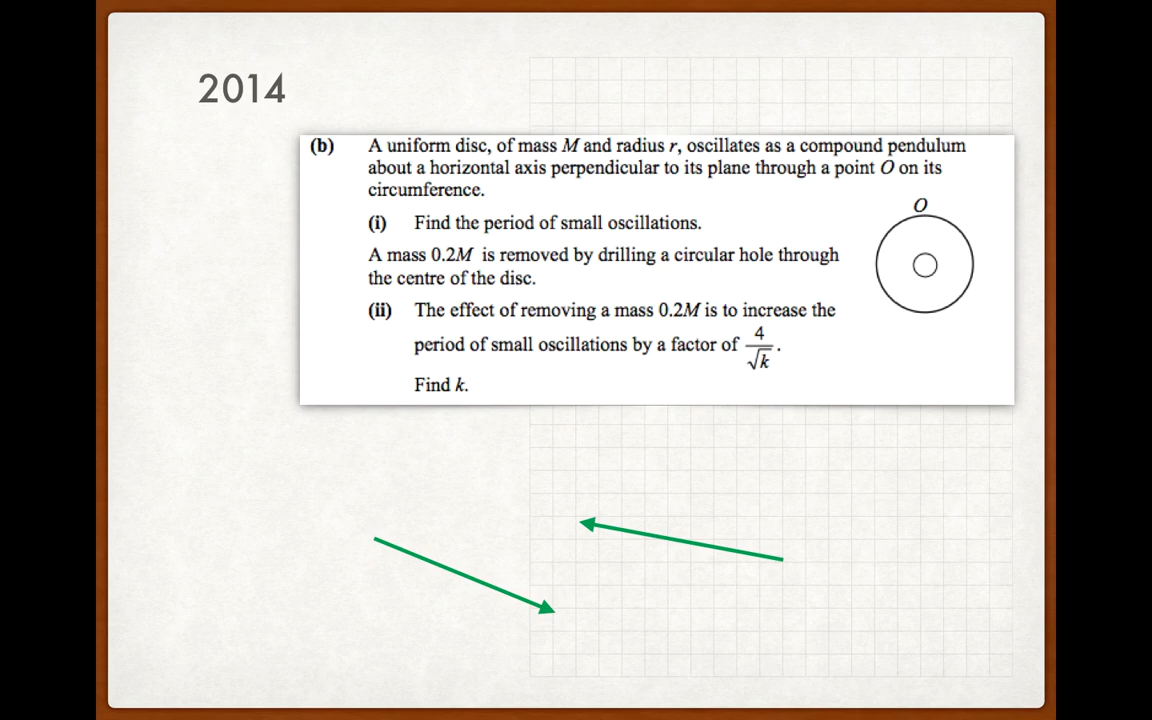 2014
(b) A uniform disc, of mass M and radius r, oscillates as a compound pendulum
about a horizontal axis perpendicular to its plane through a point O on its
circumference.
O
(i) Find the period of small oscillations.
A mass 0.2M is removed by drilling a circular hole through
the centre of the disc.
(ii) The effect of removing a mass 0.2M is to increase the
period of small oscillations by a factor of 4/√k.
Find k.